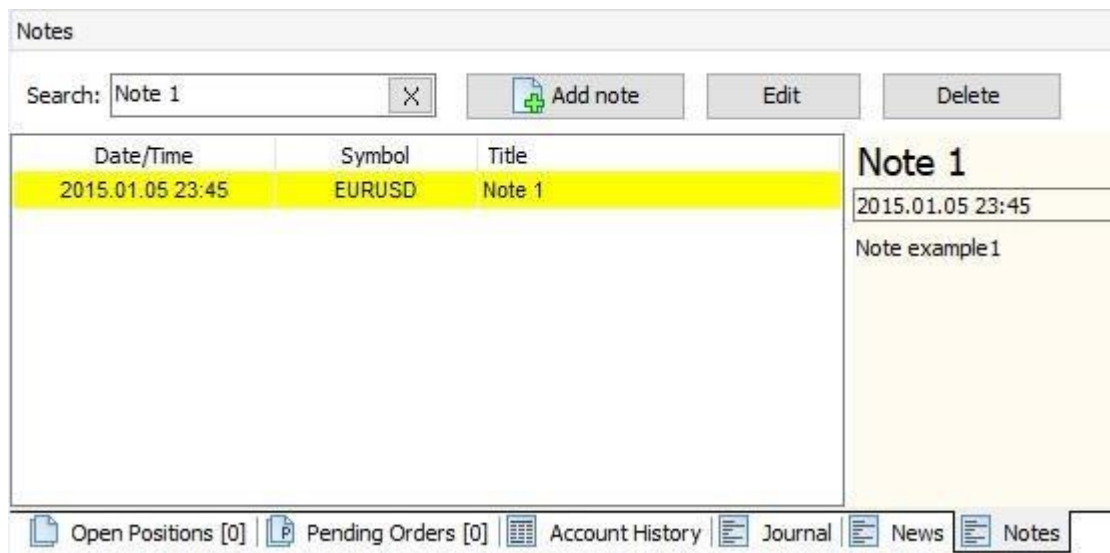 Notes
Search: Note 1 X Add note Edit Delete
Date/Time Symbol Title
2015.01.05 23:45 EURUSD Note 1
Note 1
2015.01.05 23:45
Note example1
Open Positions [0] P Pending Orders [0] Account History Journal News Notes